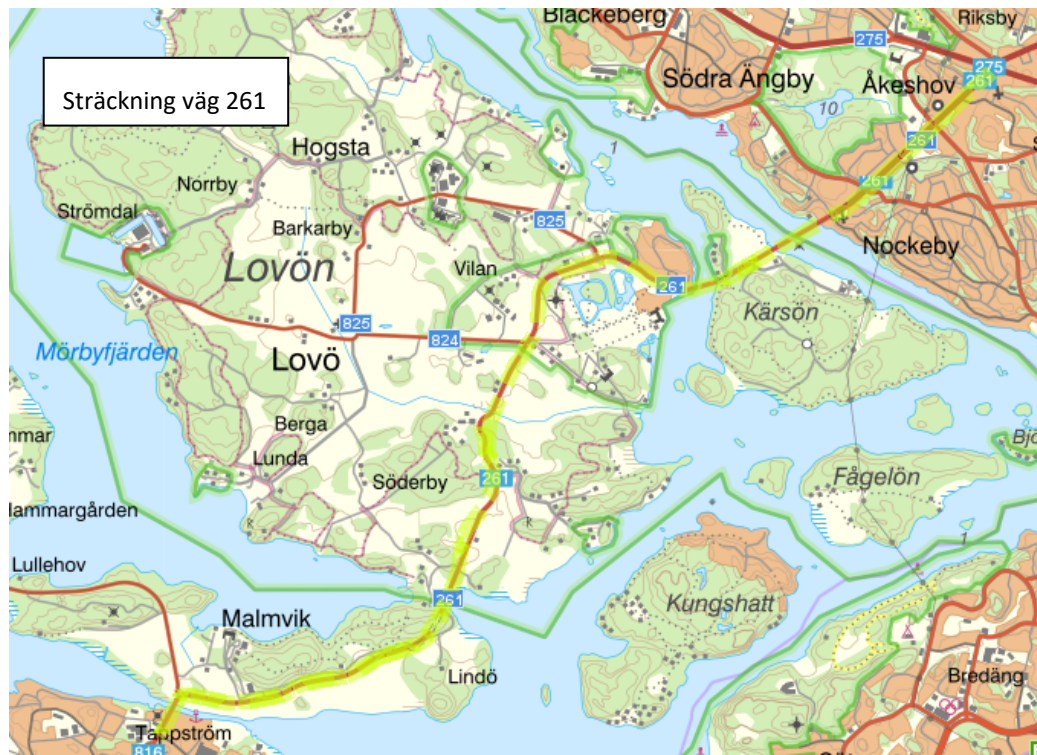 Blackeberg
Riksby
275
Sträckning väg 261
Södra Ängby
Åkeshov
275
261
10
261
Hogsta
1
Norrby
261
Strömdal
825
Barkarby
Nockeby
Lovön
Vilan
261
Kärsön
825
824
Mörbyfjärden
Lovö
Berga
Lunda
Söderby
261
Fågelön
Lullehov
1
261
Malmvik
Kungshatt
Lindö
Bredäng
Tappström
816